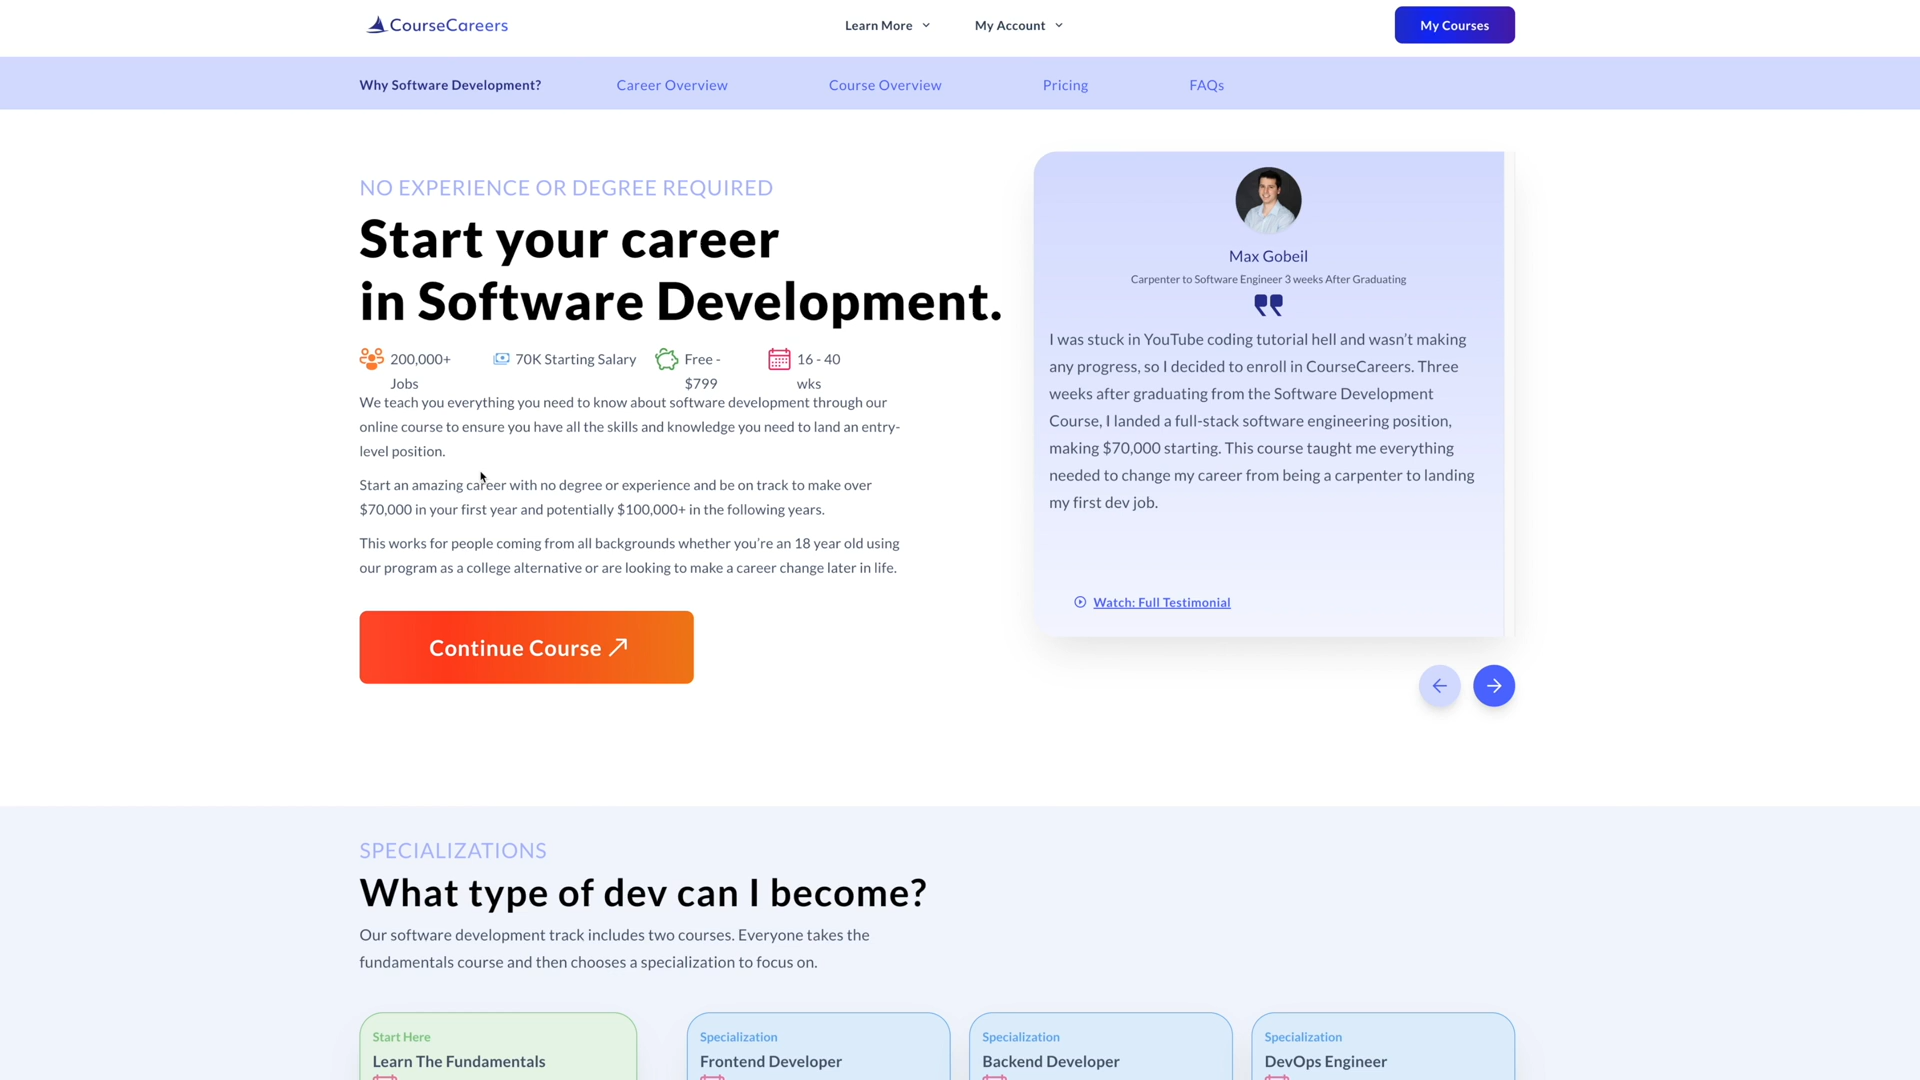 CourseCareers
Learn More
My Account
My Courses
Why Software Development?
Career Overview
Course Overview
Pricing
FAQs
NO EXPERIENCE OR DEGREE REQUIRED
Start your career
in Software Development.
200,000+
Jobs
70K Starting Salary
Free -
$799
16 - 40
wks
We teach you everything you need to know about software development through our
online course to ensure you have all the skills and knowledge you need to land an entry-
level position.
Start an amazing career with no degree or experience and be on track to make over
$70,000 in your first year and potentially $100,000+ in the following years.
This works for people coming from all backgrounds whether you’re an 18 year old using
our program as a college alternative or are looking to make a career change later in life.
Continue Course
Max Gobeil
Carpenter to Software Engineer 3 weeks After Graduating
I was stuck in YouTube coding tutorial hell and wasn’t making
any progress, so I decided to enroll in CourseCareers. Three
weeks after graduating from the Software Development
Course, I landed a full-stack software engineering position,
making $70,000 starting. This course taught me everything
needed to change my career from being a carpenter to landing
my first dev job.
Watch: Full Testimonial
SPECIALIZATIONS
What type of dev can I become?
Our software development track includes two courses. Everyone takes the
fundamentals course and then chooses a specialization to focus on.
Start Here
Learn The Fundamentals
Specialization
Frontend Developer
Specialization
Backend Developer
Specialization
DevOps Engineer